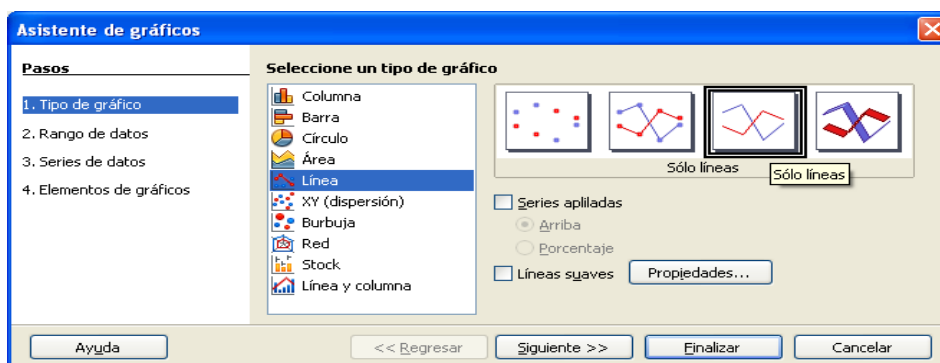 Asistente de gráficos
Pasos
1. Tipo de gráfico
2. Rango de datos
3. Series de datos
4. Elementos de gráficos
Seleccione un tipo de gráfico
Columna
Barra
Círculo
Área
Línea
XY (dispersión)
Burbuja
Red
Stock
Línea y columna
Sólo líneas
Sólo líneas
Series apliladas
Arriba
Porcentaje
Líneas suaves
Propiedades...
Ayuda
<< Regresar
Siguiente >>
Finalizar
Cancelar